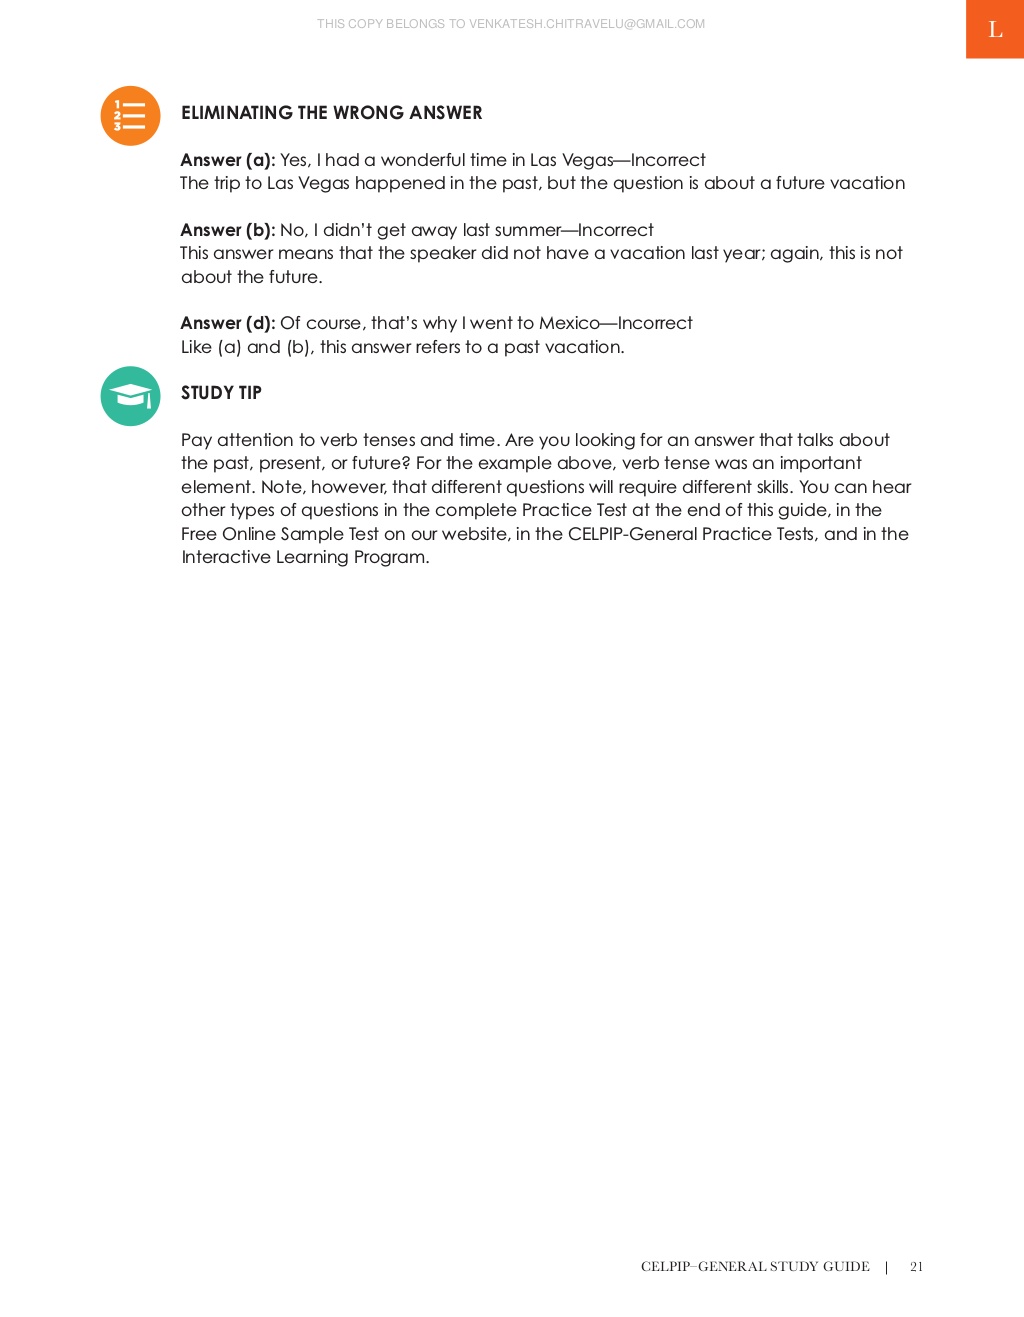 THIS COPY BELONGS TO VENKATESH.CHITRAVELU@GMAIL.COM
L
1
2
3
ELIMINATING THE WRONG ANSWER
Answer (a): Yes, I had a wonderful time in Las Vegas—Incorrect
The trip to Las Vegas happened in the past, but the question is about a future vacation
Answer (b): No, I didn’t get away last summer—Incorrect
This answer means that the speaker did not have a vacation last year; again, this is not
about the future.
Answer (d): Of course, that’s why I went to Mexico—Incorrect
Like (a) and (b), this answer refers to a past vacation.
STUDY TIP
Pay attention to verb tenses and time. Are you looking for an answer that talks about
the past, present, or future? For the example above, verb tense was an important
element. Note, however, that different questions will require different skills. You can hear
other types of questions in the complete Practice Test at the end of this guide, in the
Free Online Sample Test on our website, in the CELPIP-General Practice Tests, and in the
Interactive Learning Program.
CELPIP–GENERAL STUDY GUIDE | 21